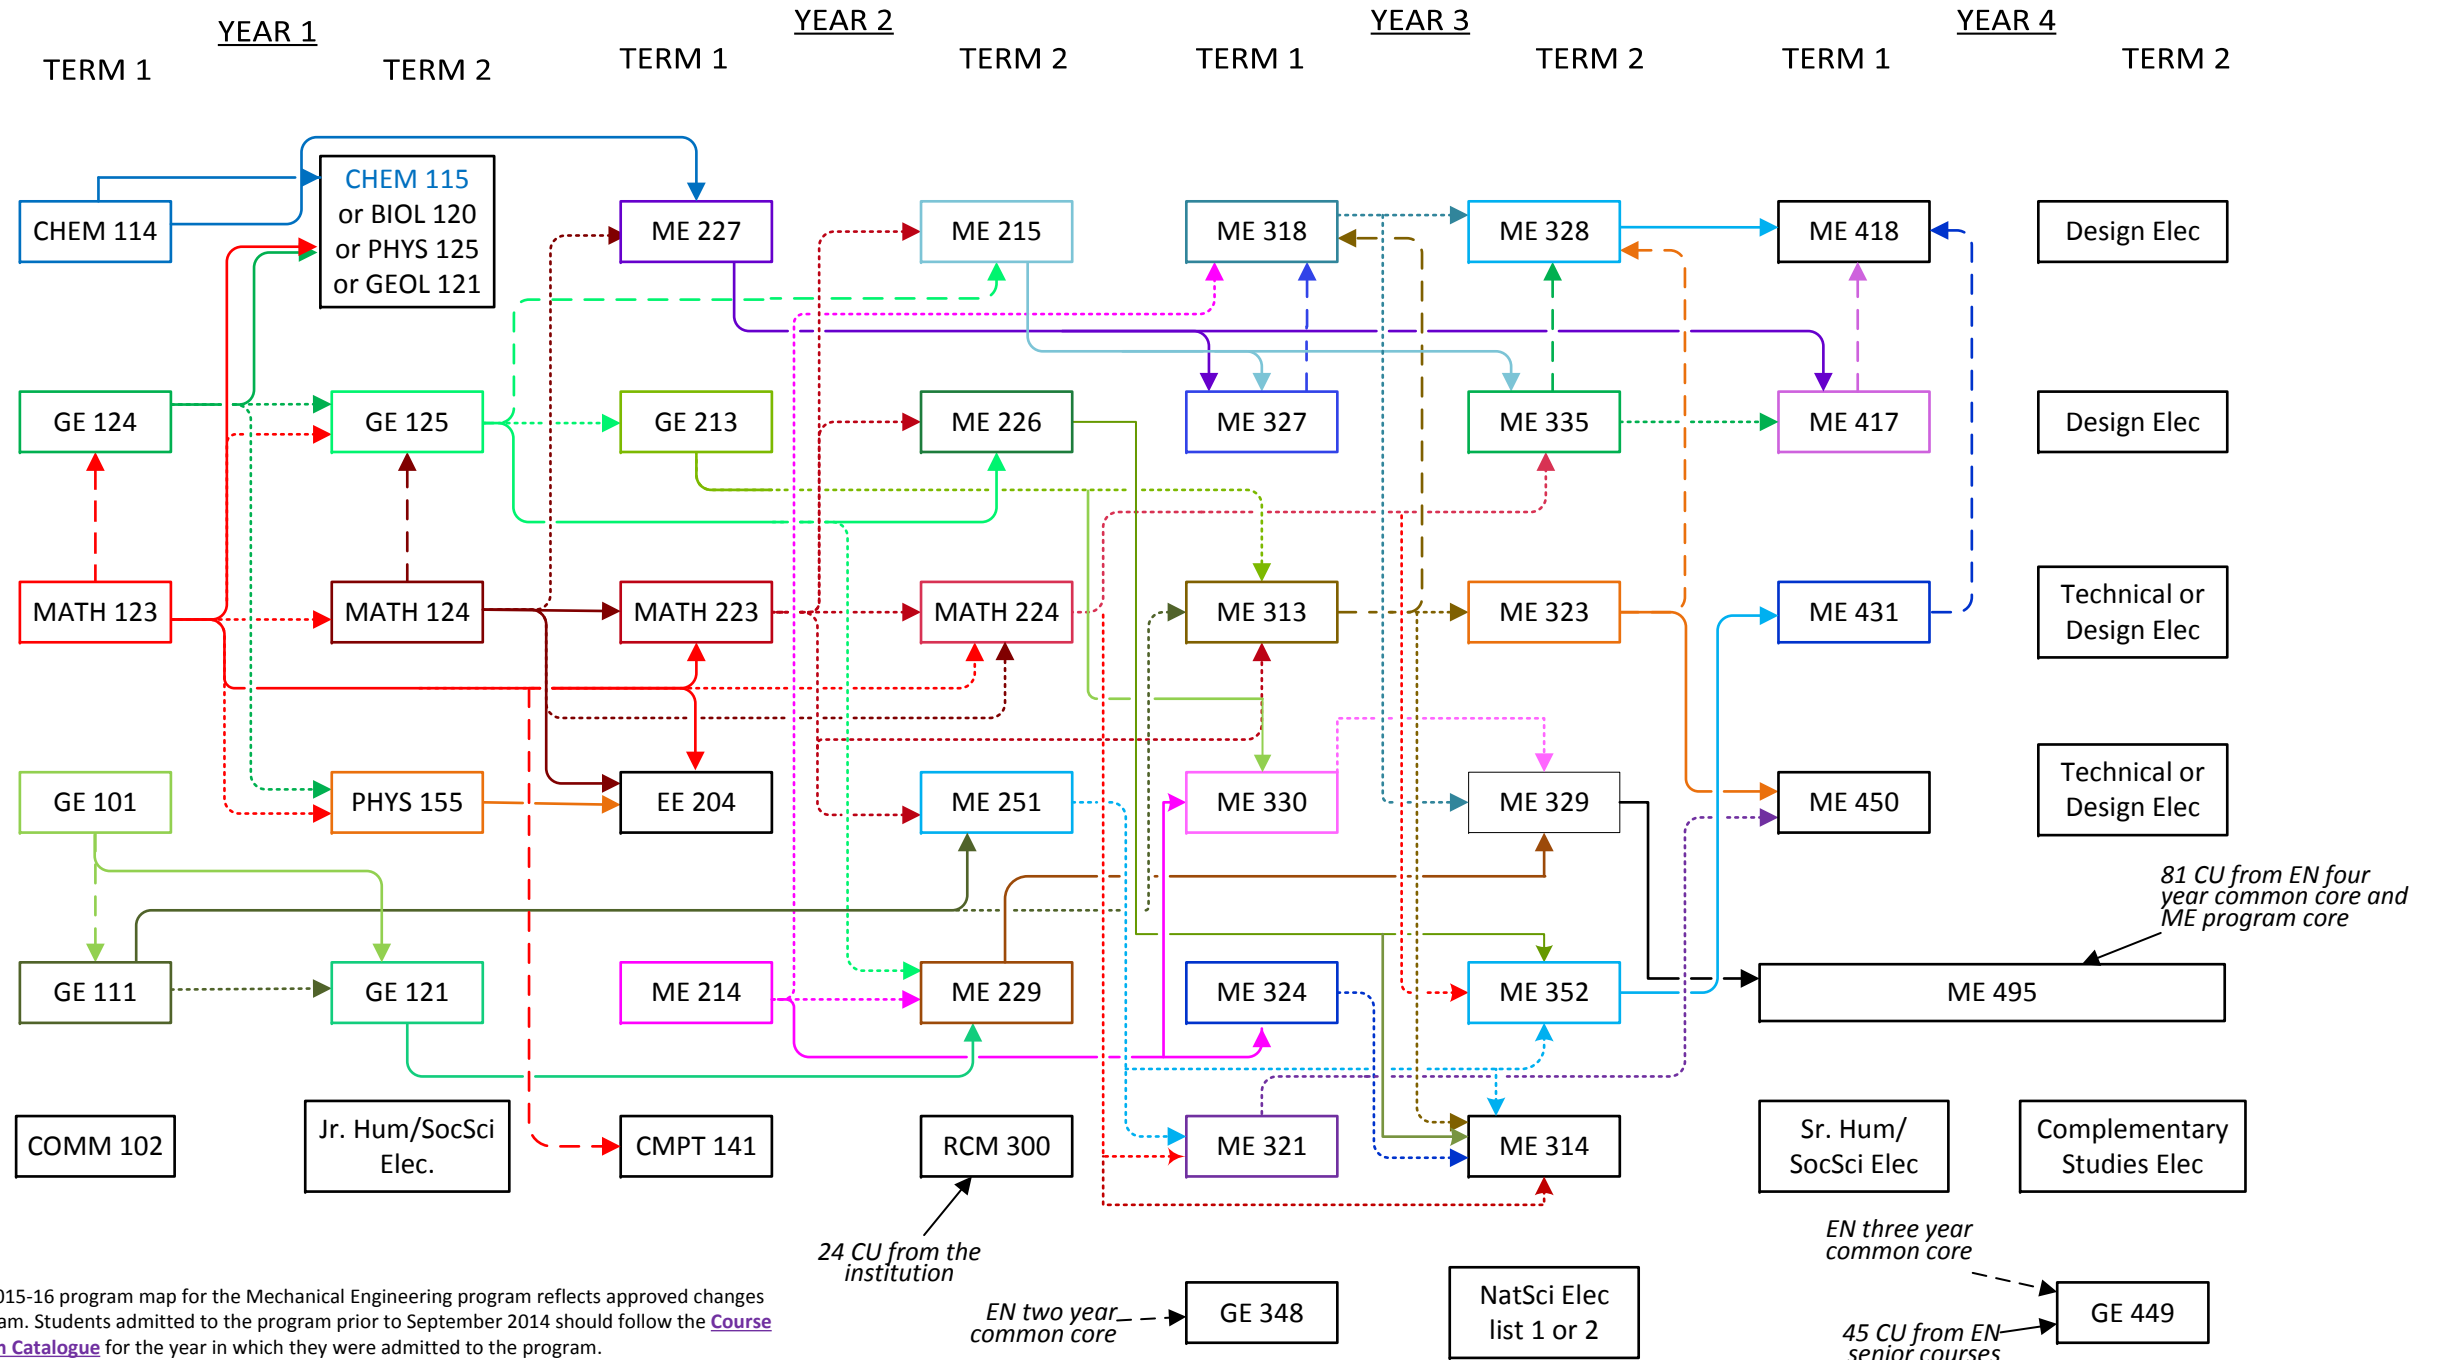 YEAR 1
YEAR 2
YEAR 3
YEAR 4
TERM 1
TERM 2
TERM 1
TERM 2
TERM 1
TERM 2
TERM 1
TERM 2
CHEM 114
CHEM 115
or BIOL 120
or PHYS 125
or GEOL 121
ME 227
ME 215
ME 318
ME 328
ME 418
Design Elec
GE 124
GE 125
GE 213
ME 226
ME 327
ME 335
ME 417
Design Elec
MATH 123
MATH 124
MATH 223
MATH 224
ME 313
ME 323
ME 431
Technical or
Design Elec
GE 101
PHYS 155
EE 204
ME 251
ME 330
ME 329
ME 450
Technical or
Design Elec
81 CU from EN four
year common core and
ME program core
GE 111
GE 121
ME 214
ME 229
ME 324
ME 352
ME 495
COMM 102
Jr. Hum/SocSci
Elec.
CMPT 141
RCM 300
ME 321
ME 314
Sr. Hum/
SocSci Elec
Complementary
Studies Elec
24 CU from the
institution
EN two year
common core
GE 348
NatSci Elec
list 1 or 2
EN three year
common core
GE 449
45 CU from EN
senior courses
015-16 program map for the Mechanical Engineering program reflects approved changes
am. Students admitted to the program prior to September 2014 should follow the Course
n Catalogue for the year in which they were admitted to the program.